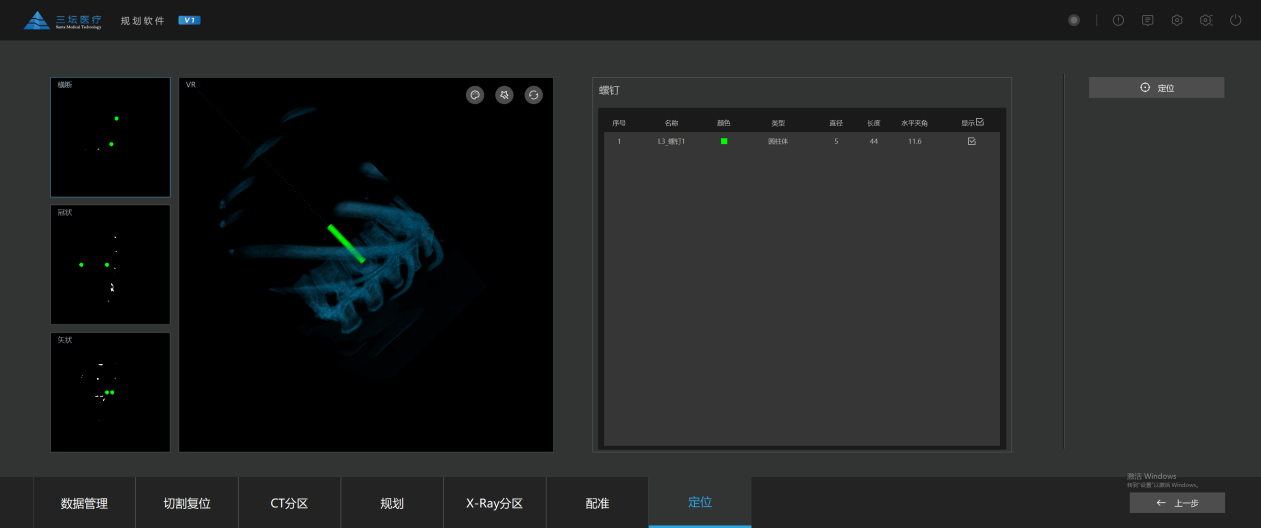 三坛医疗
Santa Medical Technology
规划软件
V1
横断
冠状
矢状
VR
螺钉
序号 名称 颜色 类型 直径 长度 水平夹角 显示
1 L3_螺钉1 圆柱体 5 44 11.6
定位
激活 Windows
转到"设置"以激活 Windows。
← 上一步
数据管理 切割复位 CT分区 规划 X-Ray分区 配准 定位